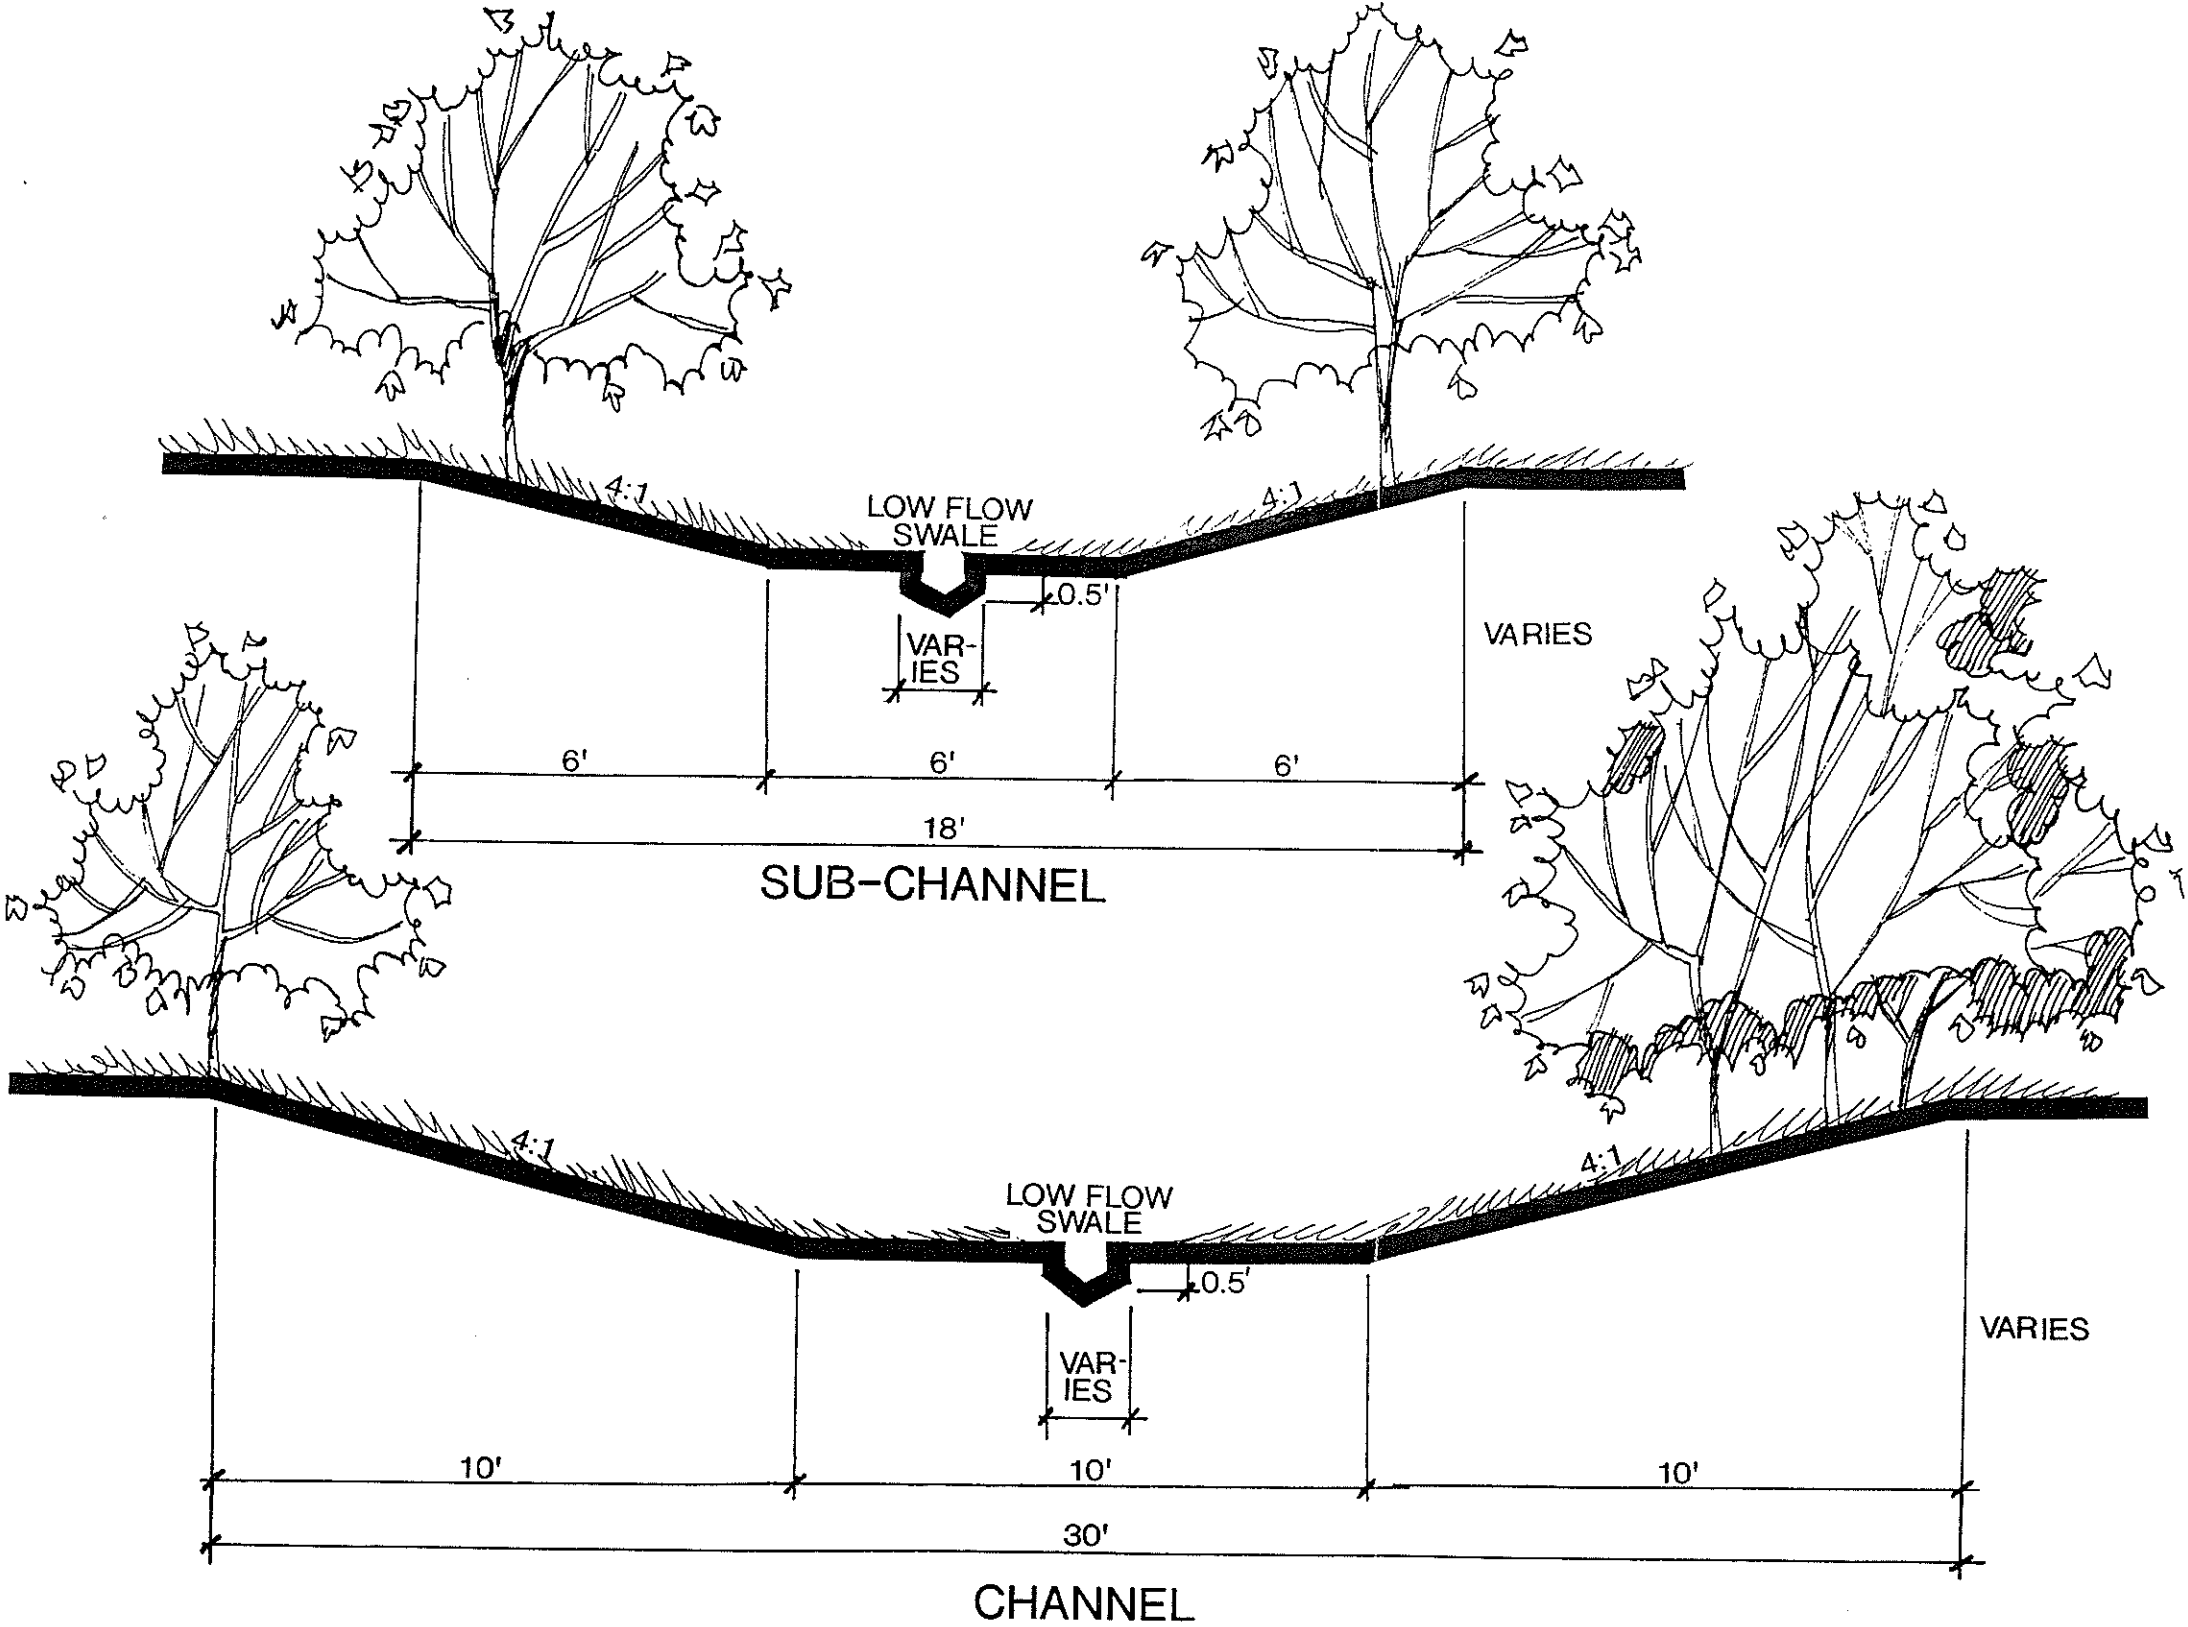 4:1
LOW FLOW
SWALE
4:1
0.5'
VAR-
IES
VARIES
6'
6'
6'
18'
SUB-CHANNEL
4:1
LOW FLOW
SWALE
4:1
0.5'
VAR-
IES
VARIES
10'
10'
10'
30'
CHANNEL